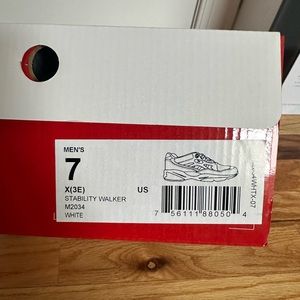 MEN'S
7
X(3E)
US
STABILITY WALKER
M2034
WHITE
7 56111 88050 4